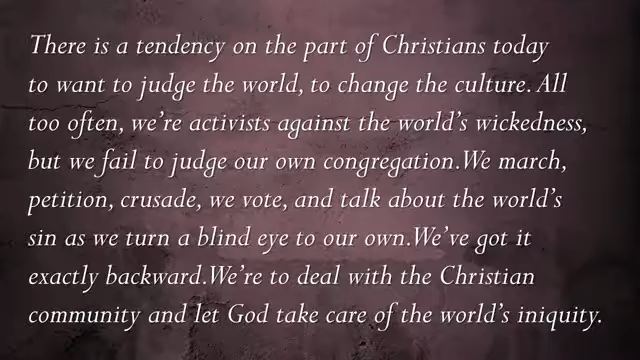 There is a tendency on the part of Christians today
to want to judge the world, to change the culture. All
too often, we're activists against the world's wickedness,
but we fail to judge our own congregation.We march,
petition, crusade, we vote, and talk about the world's
sin as we turn a blind eye to our own.We've got it
exactly backward.We're to deal with the Christian
community and let God take care of the world's iniquity.